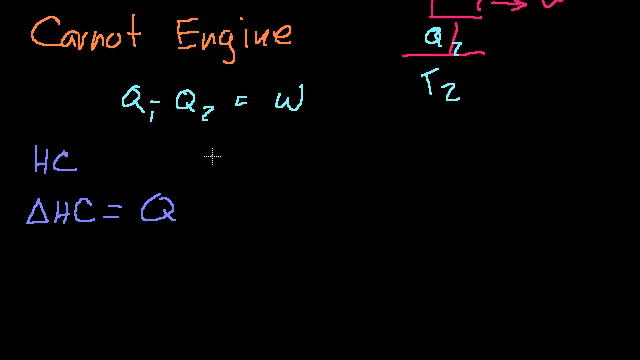 Carnot Engine
Q₂
T₂
Q₁ - Q₂ = W
HC
ΔHC = Q